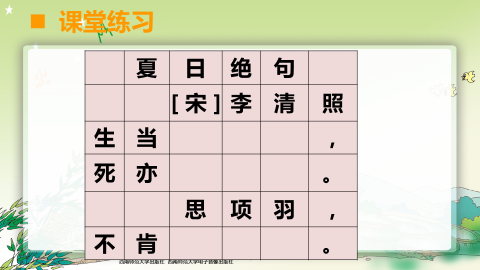 课堂练习
夏日绝句
[宋]李清照
生当，
死亦。
思项羽，
不肯。
西南师范大学出版社 西南师范大学电子音像出版社